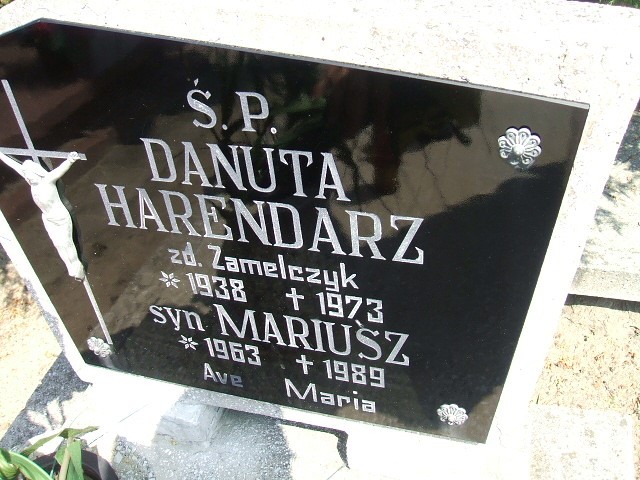 Ś. P.
DANUTA
HARENDARZ
zd. Zamelczyk
* 1938 + 1973
syn MARIUSZ
* 1963 + 1989
Ave Maria